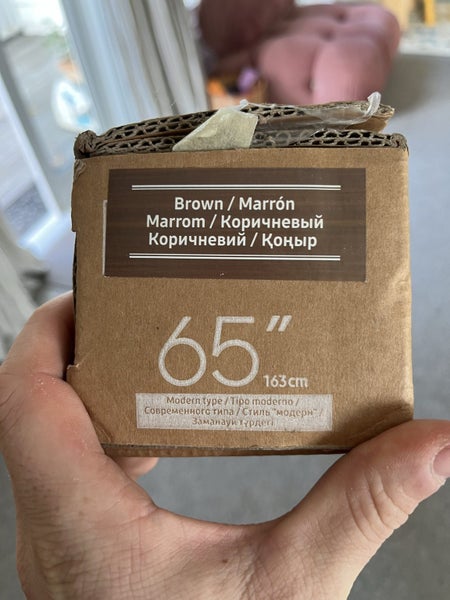 Brown / Marrón
Marrom / Коричневый
Коричневий / Қоңыр
65"
163cm
Modern type / Tipo moderno /
Современного типа / Стиль "модерн" /
Заманауи түрдегі